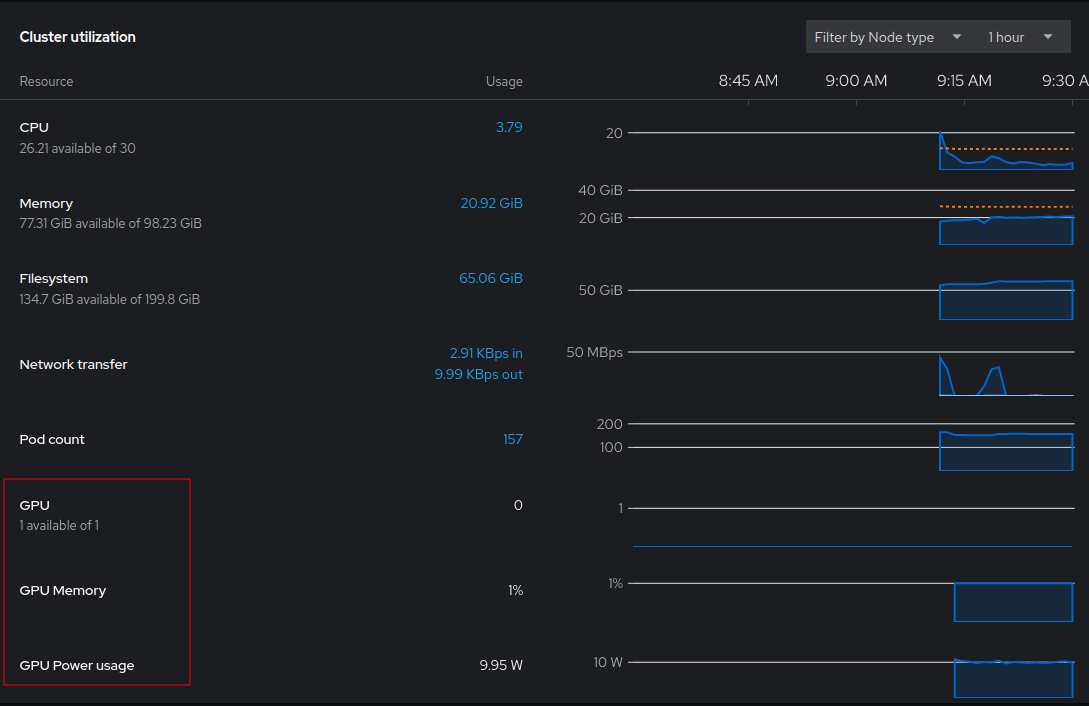 Cluster utilization
Filter by Node type
1 hour
Resource
Usage
8:45 AM
9:00 AM
9:15 AM
9:30 A
CPU
3.79
26.21 available of 30
20
Memory
20.92 GiB
77.31 GiB available of 98.23 GiB
40 GiB
20 GiB
Filesystem
65.06 GiB
134.7 GiB available of 199.8 GiB
50 GiB
Network transfer
2.91 KBps in
9.99 KBps out
50 MBps
Pod count
157
200
100
GPU
0
1 available of 1
1
GPU Memory
1%
1%
GPU Power usage
9.95 W
10 W